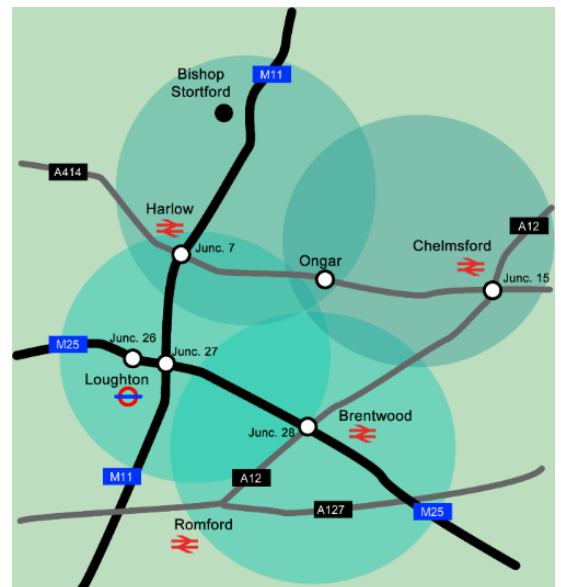 Bishop
Stortford
M11
A414
Harlow
A12
Junc. 7
Chelmsford
Ongar
Junc. 15
Junc. 26
M25
Junc. 27
Loughton
Brentwood
Junc. 28
M11
A12
A127
M25
Romford